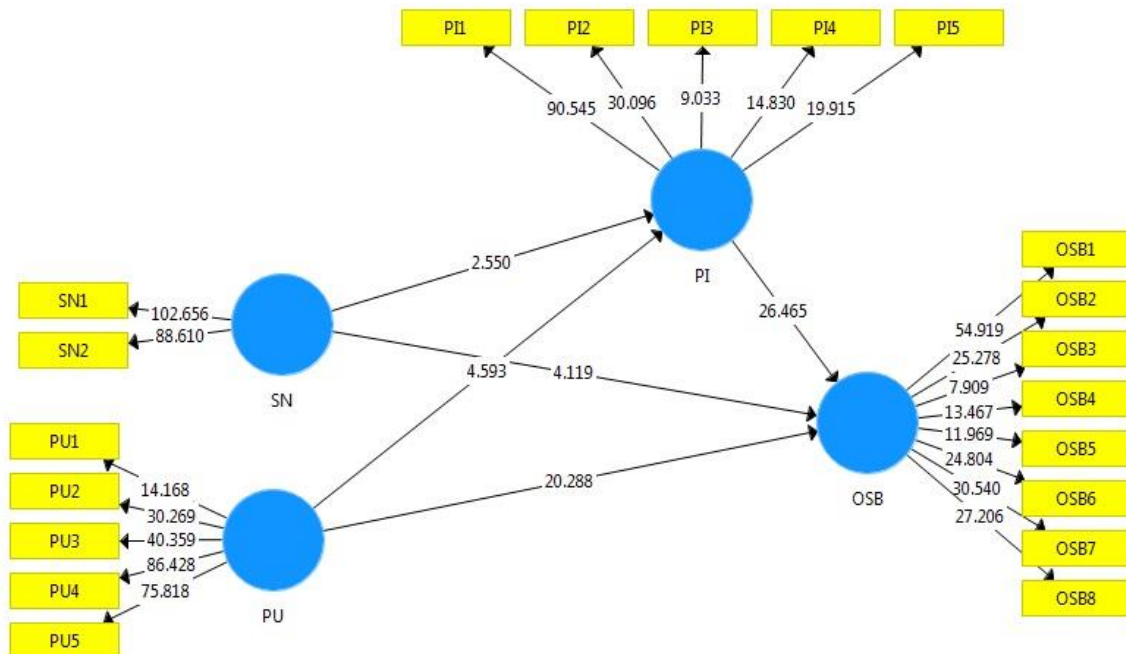 PI1 PI2 PI3 PI4 PI5
90.545 30.096 9.033 14.830 19.915
PI
2.550
26.465
SN1
SN2
102.656
88.610
SN
4.593
4.119
OSB1
OSB2
OSB3
OSB4
OSB5
OSB6
OSB7
OSB8
54.919
25.278
7.909
13.467
11.969
24.804
30.540
27.206
OSB
20.288
PU1
PU2
PU3
PU4
PU5
14.168
30.269
40.359
86.428
75.818
PU